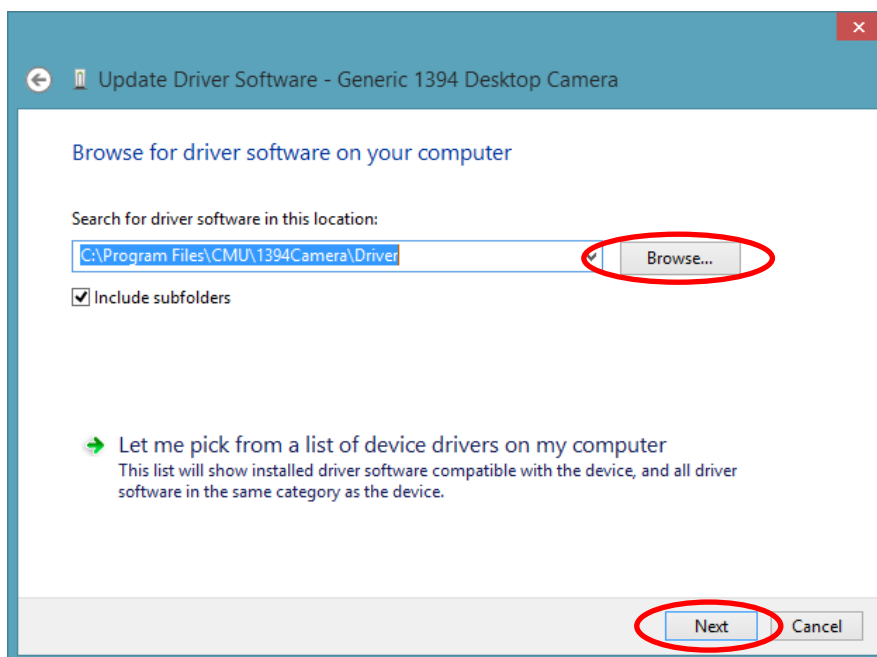 Update Driver Software - Generic 1394 Desktop Camera
Browse for driver software on your computer
Search for driver software in this location:
C:\Program Files\CMU\1394Camera\Driver
Browse...
Include subfolders
Let me pick from a list of device drivers on my computer
This list will show installed driver software compatible with the device, and all driver
software in the same category as the device.
Next
Cancel